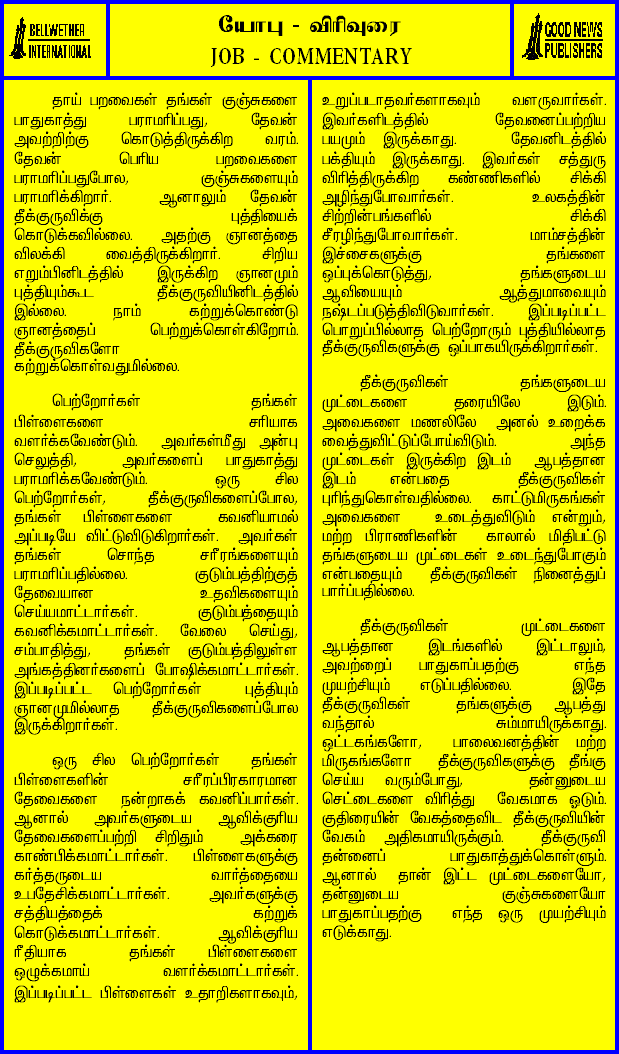 BELLWETHER
INTERNATIONAL
யோபு - விரிவுரை
JOB - COMMENTARY
GOOD NEWS
PUBLISHERS
தாய் பறவைகள் தங்கள் குஞ்சுகளை
பாதுகாத்து பராமரிப்பது, தேவன்
அவற்றிற்கு கொடுத்திருக்கிற வரம்.
தேவன் பெரிய பறவைகளை
பராமரிப்பதுபோல, குஞ்சுகளையும்
பராமரிக்கிறார். ஆனாலும் தேவன்
தீக்குருவிக்கு புத்தியைக்
கொடுக்கவில்லை. அதற்கு ஞானத்தை
விலக்கி வைத்திருக்கிறார். சிறிய
எறும்பினிடத்தில் இருக்கிற ஞானமும்
புத்தியும்கூட தீக்குருவியினிடத்தில்
இல்லை. நாம் கற்றுக்கொண்டு
ஞானத்தைப் பெற்றுக்கொள்கிறோம்.
தீக்குருவிகளோ
கற்றுக்கொள்வதுமில்லை.
பெற்றோர்கள் தங்கள்
பிள்ளைகளை சரியாக
வளர்க்கவேண்டும். அவர்கள்மீது அன்பு
செலுத்தி, அவர்களைப் பாதுகாத்து
பராமரிக்கவேண்டும். ஒரு சில
பெற்றோர்கள், தீக்குருவிகளைப்போல,
தங்கள் பிள்ளைகளை கவனியாமல்
அப்படியே விட்டுவிடுகிறார்கள். அவர்கள்
தங்கள் சொந்த சரீரங்களையும்
பராமரிப்பதில்லை. குடும்பத்திற்குத்
தேவையான உதவிகளையும்
செய்யமாட்டார்கள். குடும்பத்தையும்
கவனிக்கமாட்டார்கள். வேலை செய்து,
சம்பாதித்து, தங்கள் குடும்பத்திலுள்ள
அங்கத்தினர்களைப் போஷிக்கமாட்டார்கள்.
இப்படிப்பட்ட பெற்றோர்கள் புத்தியும்
ஞானமுமில்லாத தீக்குருவிகளைப்போல
இருக்கிறார்கள்.
ஒரு சில பெற்றோர்கள் தங்கள்
பிள்ளைகளின் சரீரப்பிரகாரமான
தேவைகளை நன்றாகக் கவனிப்பார்கள்.
ஆனால் அவர்களுடைய ஆவிக்குரிய
தேவைகளைப்பற்றி சிறிதும் அக்கரை
காண்பிக்கமாட்டார்கள். பிள்ளைகளுக்கு
கர்த்தருடைய வார்த்தையை
உபதேசிக்கமாட்டார்கள். அவர்களுக்கு
சத்தியத்தைக் கற்றுக்
கொடுக்கமாட்டார்கள். ஆவிக்குரிய
ரீதியாக தங்கள் பிள்ளைகளை
ஒழுக்கமாய் வளர்க்கமாட்டார்கள்.
இப்படிப்பட்ட பிள்ளைகள் உதாரிகளாகவும்,
உறுப்படாதவர்களாகவும் வளருவார்கள்.
இவர்களிடத்தில் தேவனைப்பற்றிய
பயமும் இருக்காது. தேவனிடத்தில்
பக்தியும் இருக்காது. இவர்கள் சத்துரு
விரித்திருக்கிற கண்ணிகளில் சிக்கி
அழிந்துபோவார்கள். உலகத்தின்
சிற்றின்பங்களில் சிக்கி
சீரழிந்துபோவார்கள். மாம்சத்தின்
இச்சைகளுக்கு தங்களை
ஒப்புக்கொடுத்து, தங்களுடைய
ஆவியையும் ஆத்துமாவையும்
நஷ்டப்படுத்திவிடுவார்கள். இப்படிப்பட்ட
பொறுப்பில்லாத பெற்றோரும் புத்தியில்லாத
தீக்குருவிகளுக்கு ஒப்பாகயிருக்கிறார்கள்.
தீக்குருவிகள் தங்களுடைய
முட்டைகளை தரையிலே இடும்.
அவைகளை மணலிலே அனல் உறைக்க
வைத்துவிட்டுப்போய்விடும். அந்த
முட்டைகள் இருக்கிற இடம் ஆபத்தான
இடம் என்பதை தீக்குருவிகள்
புரிந்துகொள்வதில்லை. காட்டுமிருகங்கள்
அவைகளை உடைத்துவிடும் என்றும்,
மற்ற பிராணிகளின் காலால் மிதிபட்டு
தங்களுடைய முட்டைகள் உடைந்துபோகும்
என்பதையும் தீக்குருவிகள் நினைத்துப்
பார்ப்பதில்லை.
தீக்குருவிகள் முட்டைகளை
ஆபத்தான இடங்களில் இட்டாலும்,
அவற்றைப் பாதுகாப்பதற்கு எந்த
முயற்சியும் எடுப்பதில்லை. இதே
தீக்குருவிகள் தங்களுக்கு ஆபத்து
வந்தால் சும்மாயிருக்காது.
ஒட்டகங்களோ, பாலைவனத்தின் மற்ற
மிருகங்களோ தீக்குருவிகளுக்கு தீங்கு
செய்ய வரும்போது, தன்னுடைய
செட்டைகளை விரித்து வேகமாக ஓடும்.
குதிரையின் வேகத்தைவிட தீக்குருவியின்
வேகம் அதிகமாயிருக்கும். தீக்குருவி
தன்னைப் பாதுகாத்துக்கொள்ளும்.
ஆனால் தான் இட்ட முட்டைகளையோ,
தன்னுடைய குஞ்சுகளையோ
பாதுகாப்பதற்கு எந்த ஒரு முயற்சியும்
எடுக்காது.